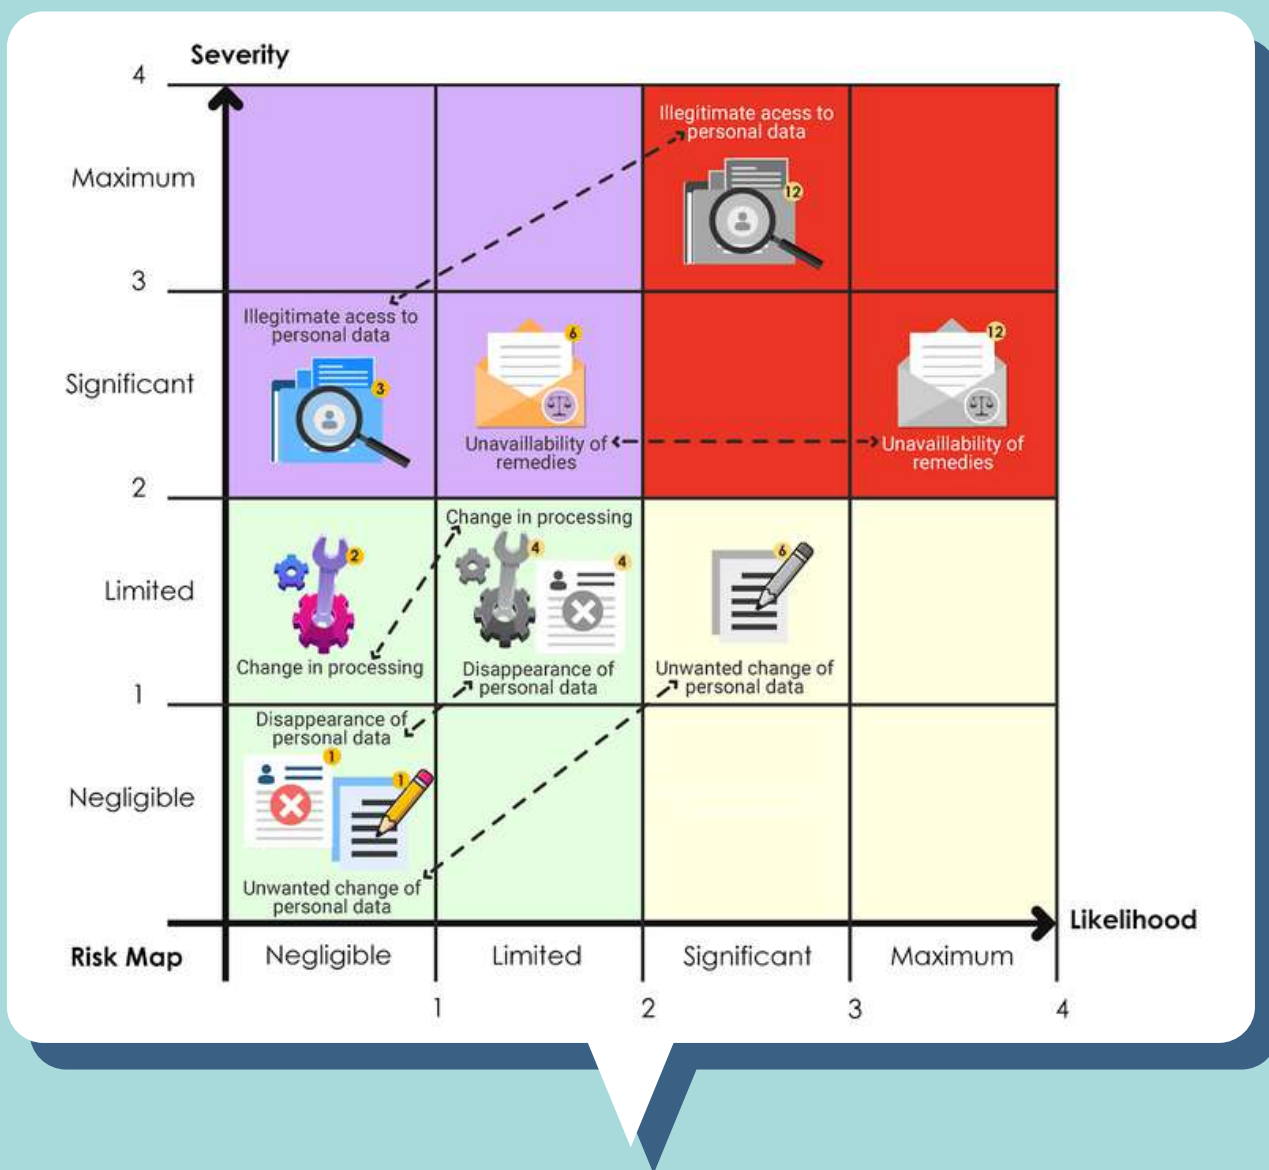 Severity
4
Maximum
Illegitimate acess to
personal data
12
3
Illegitimate acess to
personal data
3
6
Unavaillability of
remedies
12
Unavaillability of
remedies
Significant
2
Change in processing
2
4
4
6
Limited
Change in processing
Disappearance of
personal data
Unwanted change of
personal data
1
Disappearance of
personal data
1
1
Negligible
Unwanted change of
personal data
Likelihood
Risk Map
Negligible
Limited
Significant
Maximum
1
2
3
4